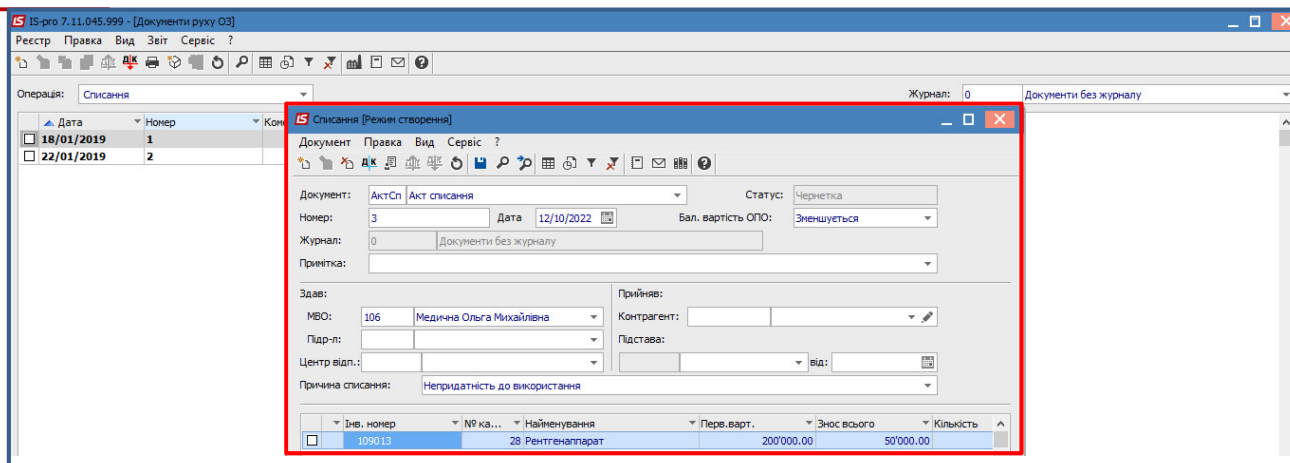 IS-pro 7.11.045.999 - [Документи руху ОЗ]
Реєстр Правка Вид Звіт Сервіс ?
Операція: Списання Журнал: 0 Документи без журналу
Дата Номер
18/01/2019 1
22/01/2019 2
Списання [Режим створення]
Документ Правка Вид Сервіс ?
Документ: АктСп Акт списання Статус: Чернетка
Номер: 3 Дата 12/10/2022 Бал. вартість ОПО: Зменшується
Журнал: 0 Документи без журналу
Примітка:
Здав: Прийняв:
МВО: 106 Медична Ольга Михайлівна Контрагент:
Підр-л: Підстава:
Центр відп.: від:
Причина списання: Непридатність до використання
Інв. номер № ка... Найменування Перв.варт. Знос всього Кількість
109013 28 Рентгенаппарат 200'000.00 50'000.00